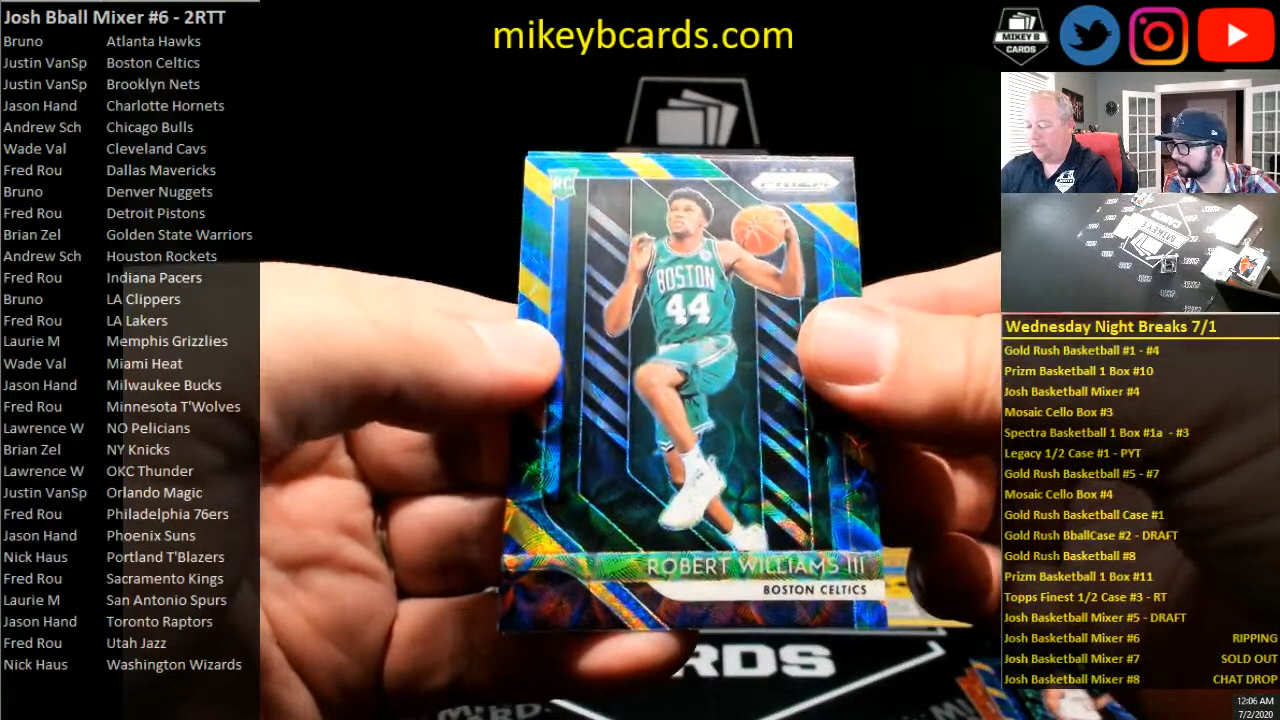 Josh Bball Mixer #6 - 2RTT
Bruno Atlanta Hawks
Justin VanSp Boston Celtics
Justin VanSp Brooklyn Nets
Jason Hand Charlotte Hornets
Andrew Sch Chicago Bulls
Wade Val Cleveland Cavs
Fred Rou Dallas Mavericks
Bruno Denver Nuggets
Fred Rou Detroit Pistons
Brian Zel Golden State Warriors
Andrew Sch Houston Rockets
Fred Rou Indiana Pacers
Bruno LA Clippers
Fred Rou LA Lakers
Laurie M Memphis Grizzlies
Wade Val Miami Heat
Jason Hand Milwaukee Bucks
Fred Rou Minnesota T'Wolves
Lawrence W NO Pelicians
Brian Zel NY Knicks
Lawrence W OKC Thunder
Justin VanSp Orlando Magic
Fred Rou Philadelphia 76ers
Jason Hand Phoenix Suns
Nick Haus Portland T'Blazers
Fred Rou Sacramento Kings
Laurie M San Antonio Spurs
Jason Hand Toronto Raptors
Fred Rou Utah Jazz
Nick Haus Washington Wizards
mikeybcards.com
RC
PRIZM
BOSTON
44
ROBERT WILLIAMS III
BOSTON CELTICS
RDS
MIKEY B
CARDS
Wednesday Night Breaks 7/1
Gold Rush Basketball #1 - #4
Prizm Basketball 1 Box #10
Josh Basketball Mixer #4
Mosaic Cello Box #3
Spectra Basketball 1 Box #1a - #3
Legacy 1/2 Case #1 - PYT
Gold Rush Basketball #5 - #7
Mosaic Cello Box #4
Gold Rush Basketball Case #1
Gold Rush BballCase #2 - DRAFT
Gold Rush Basketball #8
Prizm Basketball 1 Box #11
Topps Finest 1/2 Case #3 - RT
Josh Basketball Mixer #5 - DRAFT
Josh Basketball Mixer #6 RIPPING
Josh Basketball Mixer #7 SOLD OUT
Josh Basketball Mixer #8 CHAT DROP
12:06 AM
7/2/2020